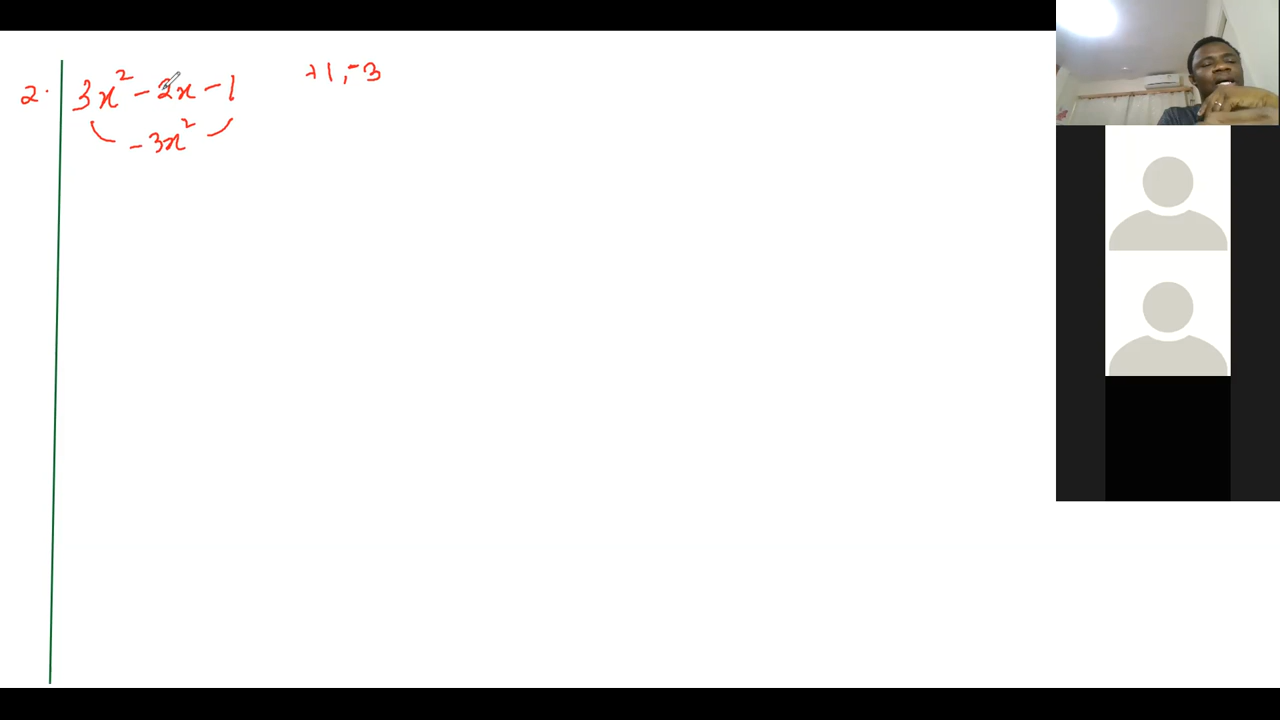 2. 3x² - 2x - 1 +1, -3
- 3x²